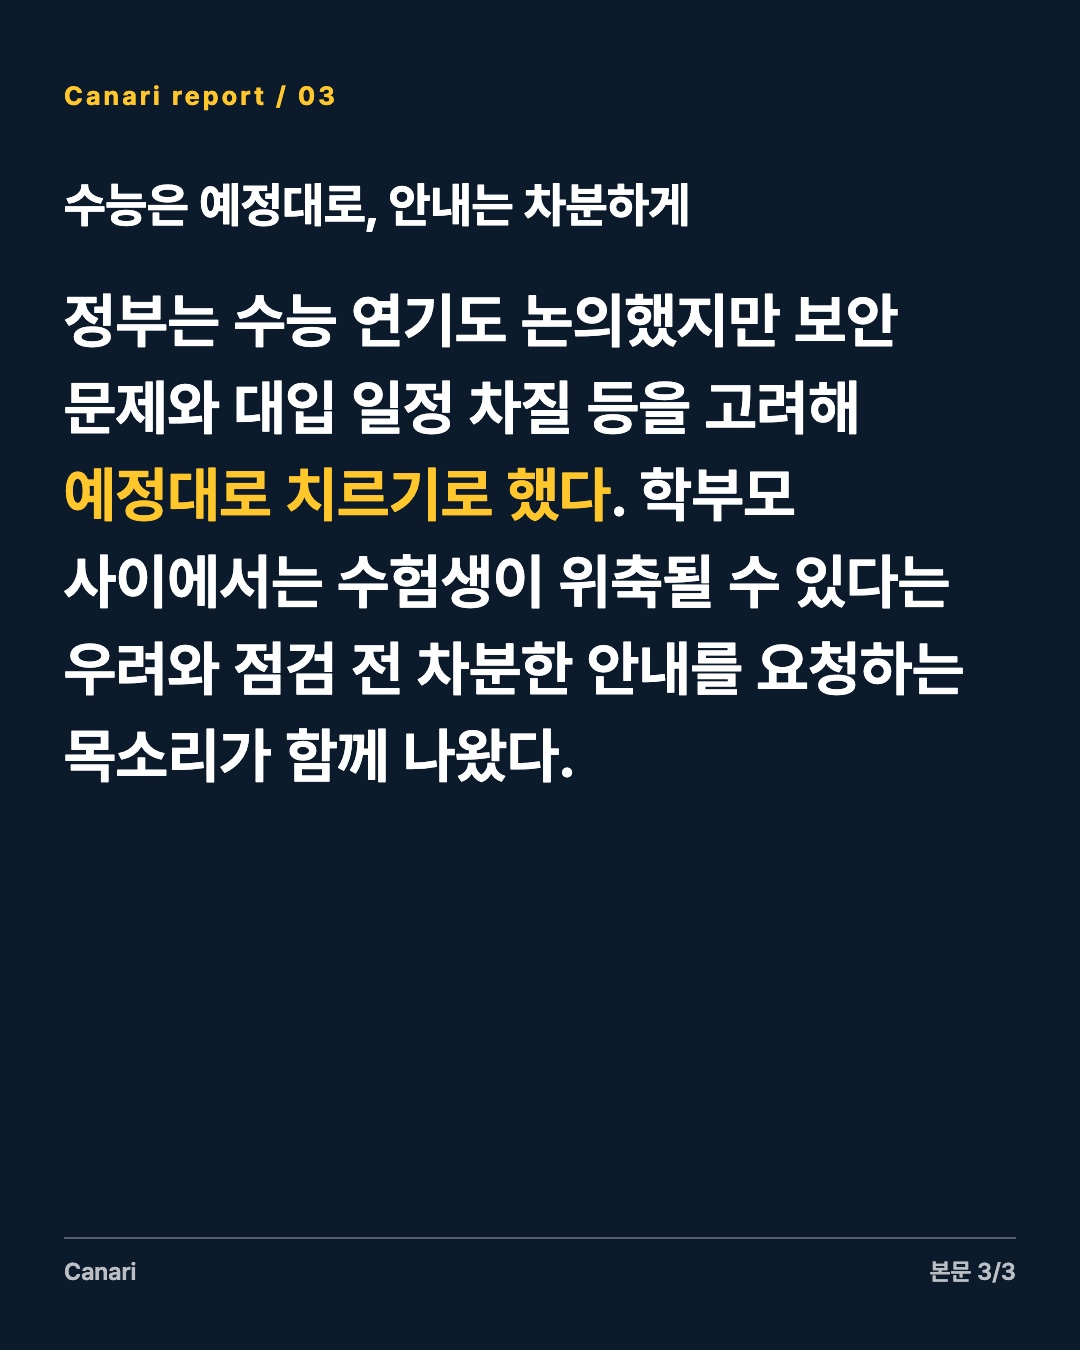 Canari report / 03
수능은 예정대로, 안내는 차분하게
정부는 수능 연기도 논의했지만 보안
문제와 대입 일정 차질 등을 고려해
예정대로 치르기로 했다. 학부모
사이에서는 수험생이 위축될 수 있다는
우려와 점검 전 차분한 안내를 요청하는
목소리가 함께 나왔다.
Canari
본문 3/3